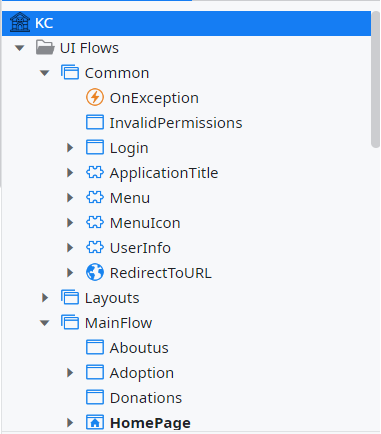 KC
UI Flows
Common
OnException
InvalidPermissions
Login
ApplicationTitle
Menu
MenuIcon
UserInfo
RedirectToURL
Layouts
MainFlow
Aboutus
Adoption
Donations
HomePage